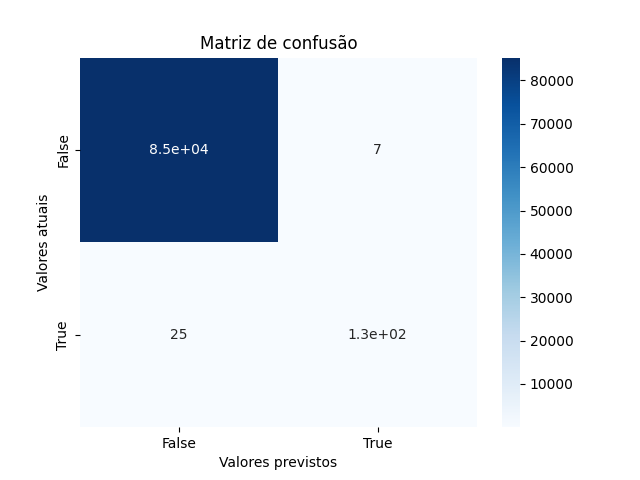 Matriz de confusão
Valores atuais
False
True
8.5e+04
7
25
1.3e+02
False
True
Valores previstos
80000
70000
60000
50000
40000
30000
20000
10000